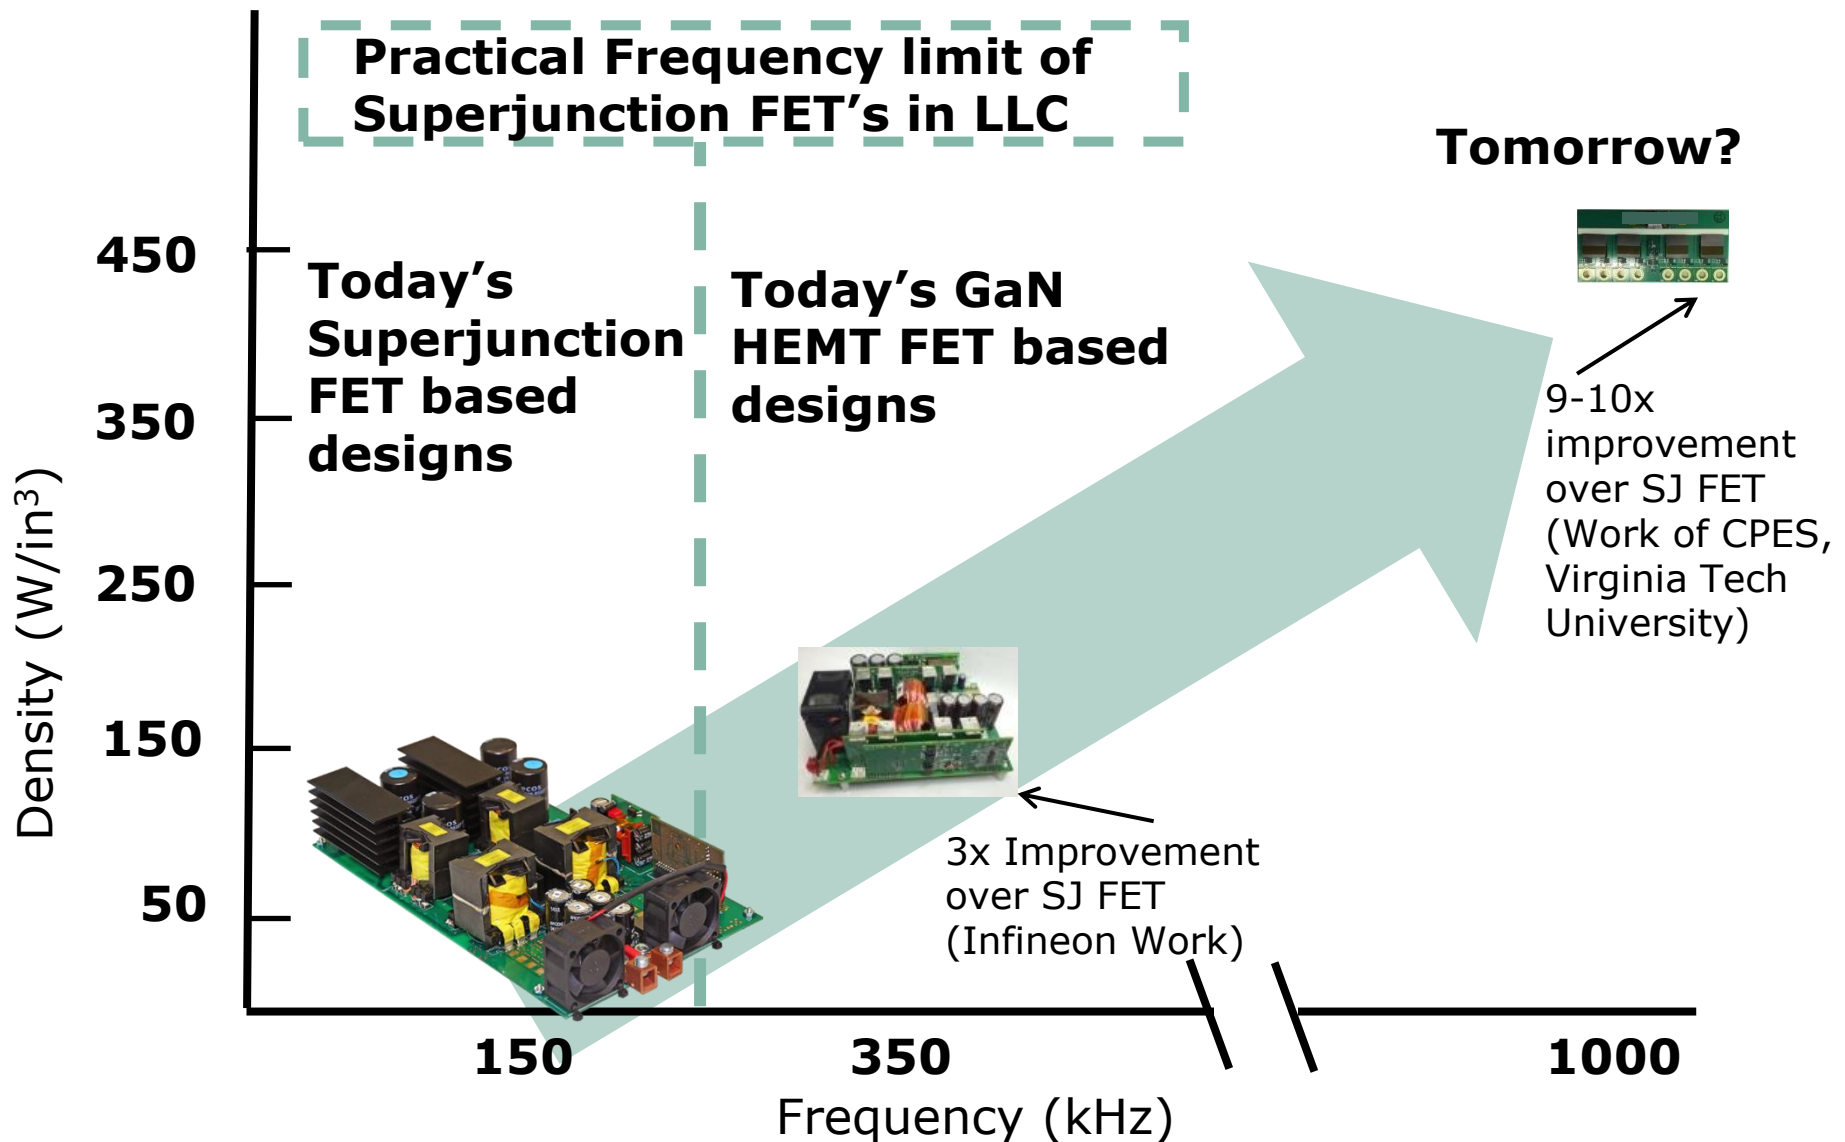 Practical Frequency limit of
Superjunction FET's in LLC
Tomorrow?
Today's
Superjunction
FET based
designs
Today's GaN
HEMT FET based
designs
9-10x
improvement
over SJ FET
(Work of CPES,
Virginia Tech
University)
3x Improvement
over SJ FET
(Infineon Work)
Density (W/in³)
450
350
250
150
50
150
350
1000
Frequency (kHz)